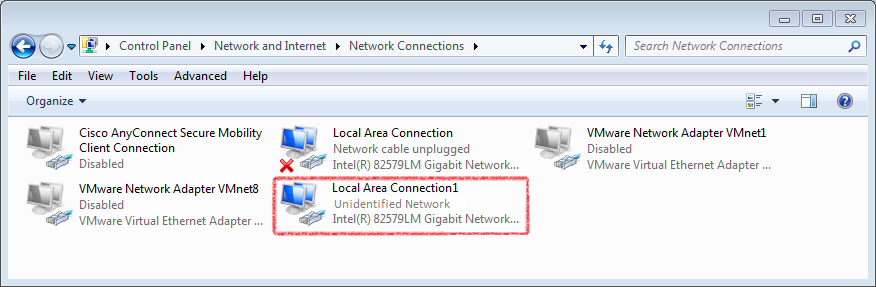 Control Panel Network and Internet Network Connections
Search Network Connections
File Edit View Tools Advanced Help
Organize
Cisco AnyConnect Secure Mobility
Client Connection
Disabled
Local Area Connection
Network cable unplugged
Intel(R) 82579LM Gigabit Network...
VMware Network Adapter VMnet1
Disabled
VMware Virtual Ethernet Adapter ...
VMware Network Adapter VMnet8
Disabled
VMware Virtual Ethernet Adapter ...
Local Area Connection1
Unidentified Network
Intel(R) 82579LM Gigabit Network...